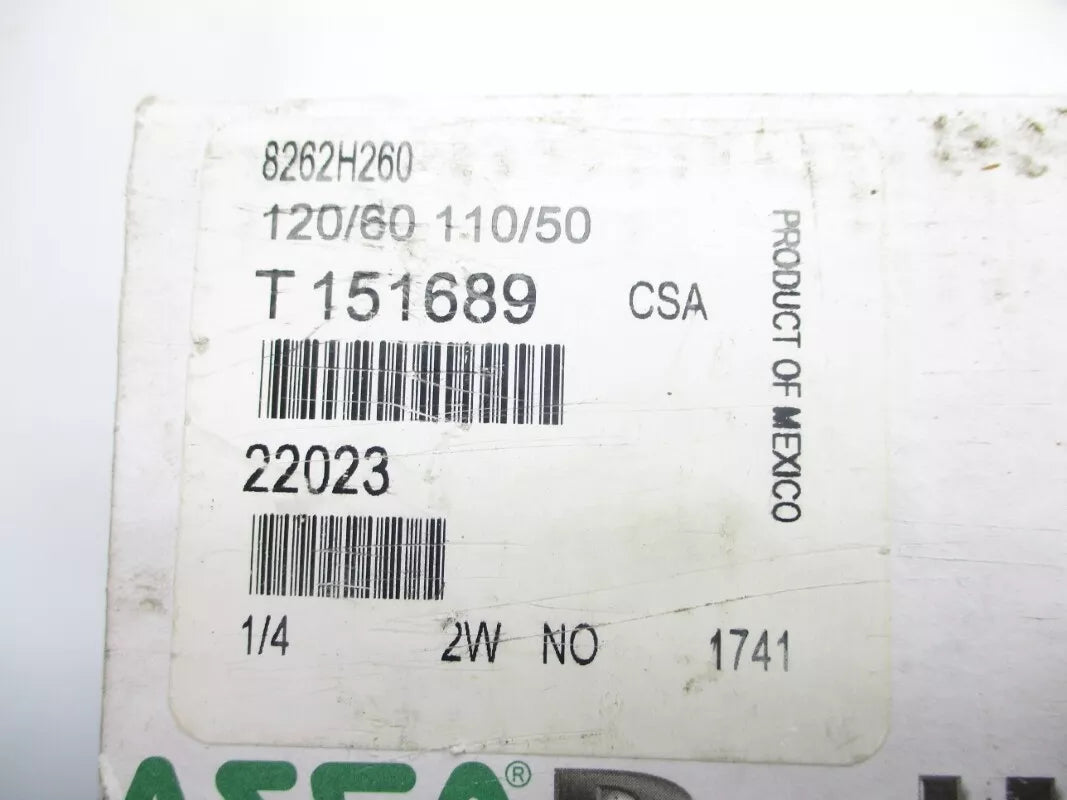 8262H260
120/60 110/50
T 151689 CSA
22023
1/4 2W NO 1741
PRODUCT OF MEXICO
®